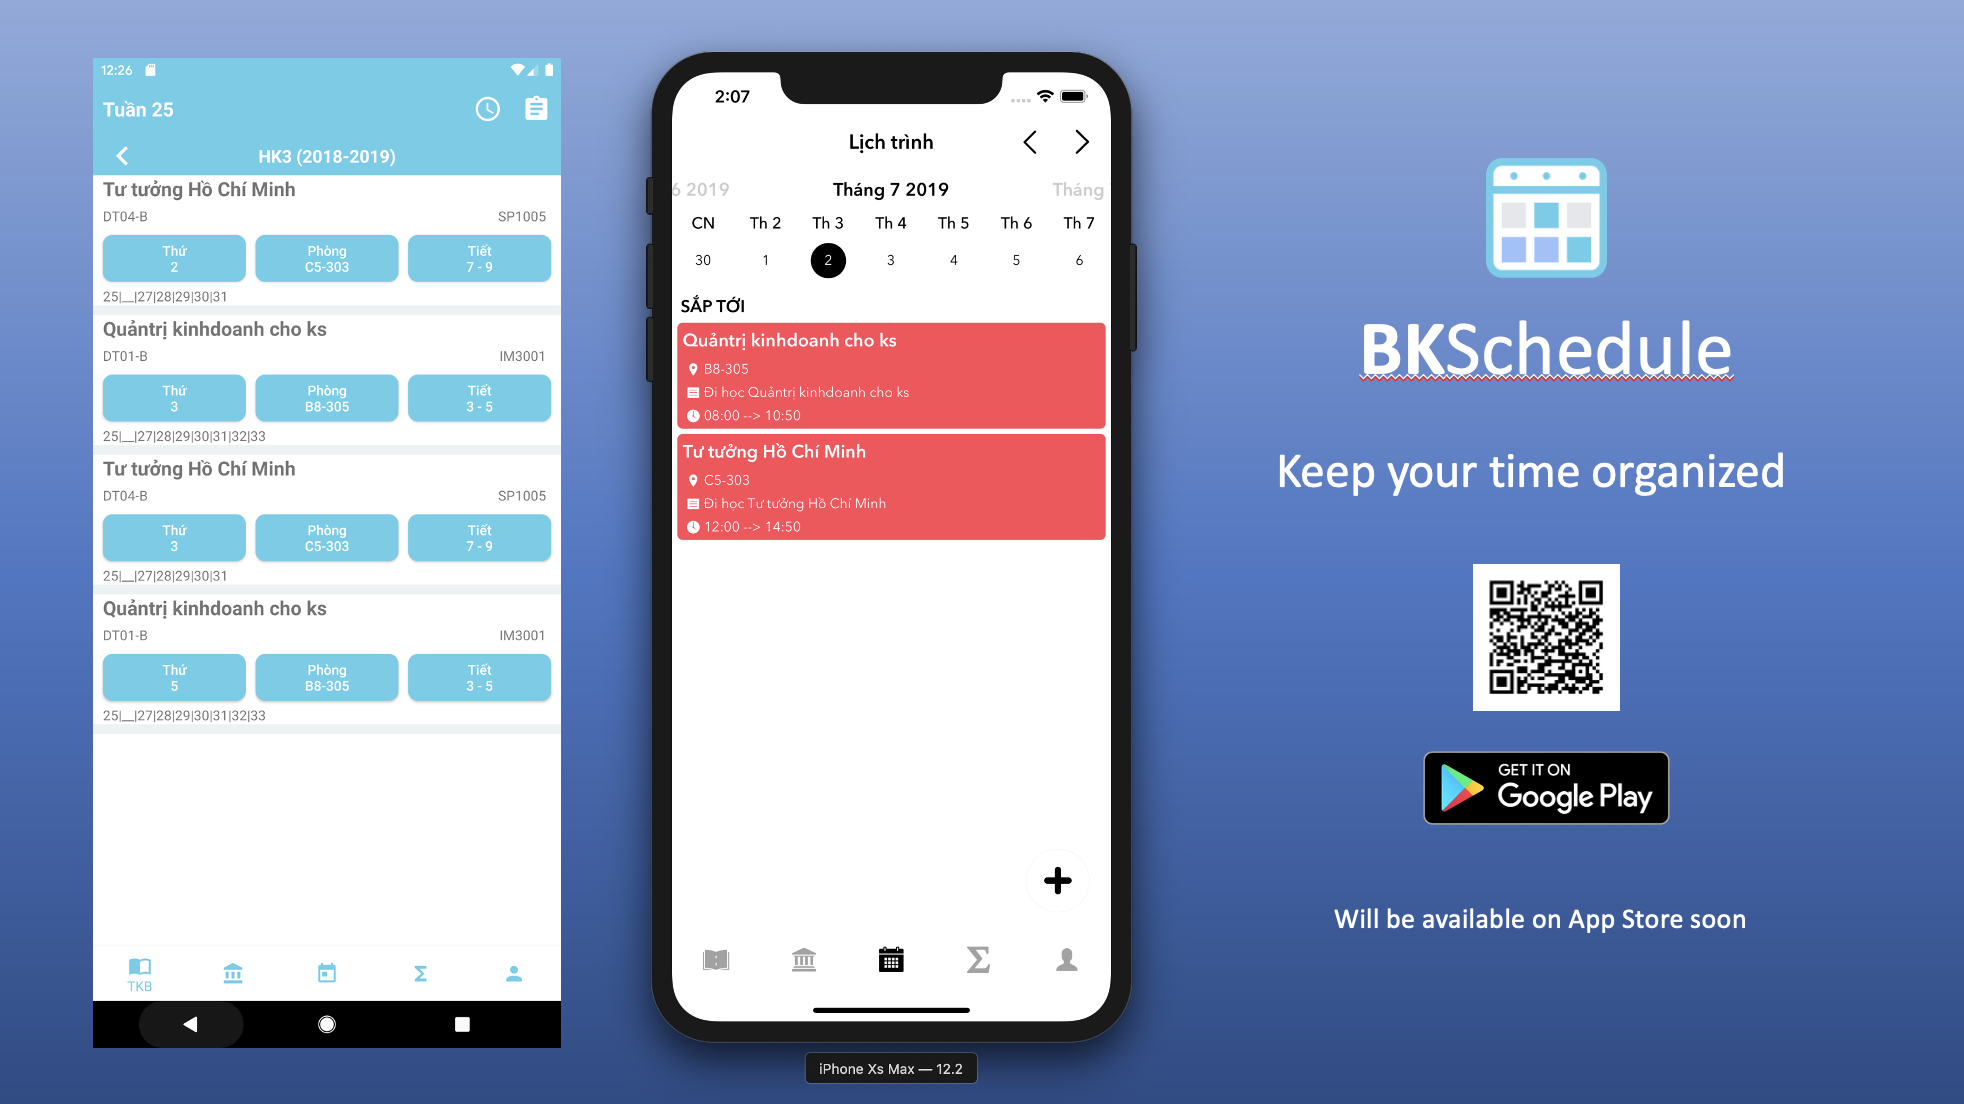 12:26
Tuần 25
HK3 (2018-2019)
Tư tưởng Hồ Chí Minh
DT04-B SP1005
Thứ Phòng Tiết
2 C5-303 7 - 9
25|__|27|28|29|30|31
Quảntrị kinhdoanh cho ks
DT01-B IM3001
Thứ Phòng Tiết
3 B8-305 3 - 5
25|__|27|28|29|30|31|32|33
Tư tưởng Hồ Chí Minh
DT04-B SP1005
Thứ Phòng Tiết
3 C5-303 7 - 9
25|__|27|28|29|30|31
Quảntrị kinhdoanh cho ks
DT01-B IM3001
Thứ Phòng Tiết
5 B8-305 3 - 5
25|__|27|28|29|30|31|32|33
TKB
2:07
Lịch trình
6 2019 Tháng 7 2019 Tháng
CN Th 2 Th 3 Th 4 Th 5 Th 6 Th 7
30 1 2 3 4 5 6
SẮP TỚI
Quảntrị kinhdoanh cho ks
B8-305
Đi học Quảntrị kinhdoanh cho ks
08:00 --> 10:50
Tư tưởng Hồ Chí Minh
C5-303
Đi học Tư tưởng Hồ Chí Minh
12:00 --> 14:50
iPhone Xs Max — 12.2
BKSchedule
Keep your time organized
GET IT ON
Google Play
Will be available on App Store soon